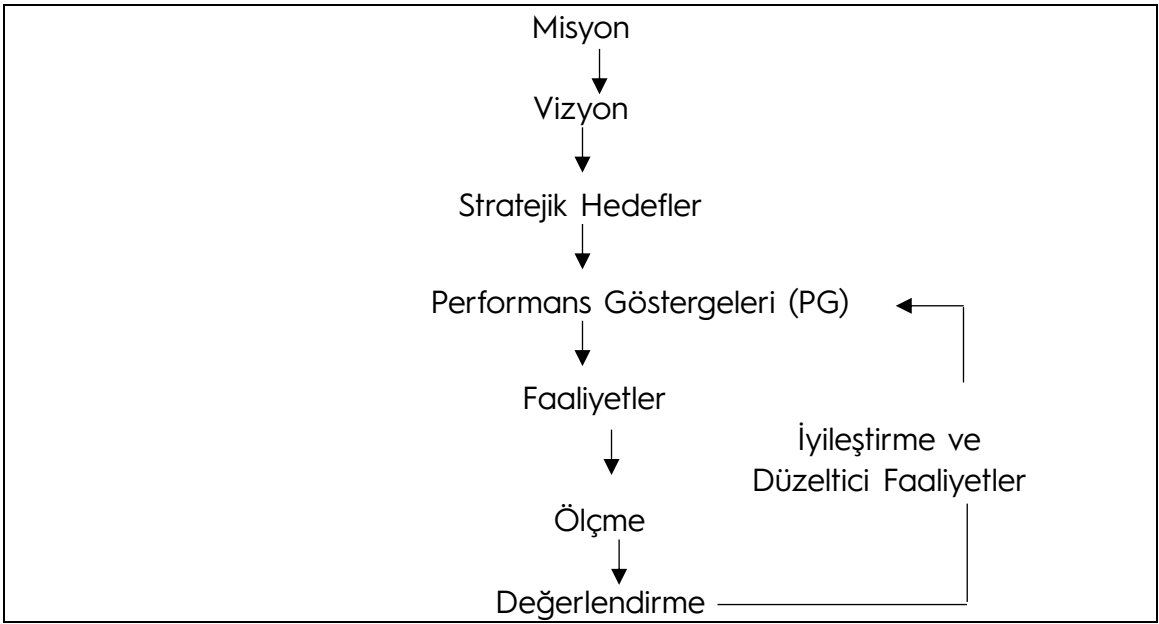 Misyon
Vizyon
Stratejik Hedefler
Performans Göstergeleri (PG)
Faaliyetler
İyileştirme ve
Düzeltici Faaliyetler
Ölçme
Değerlendirme